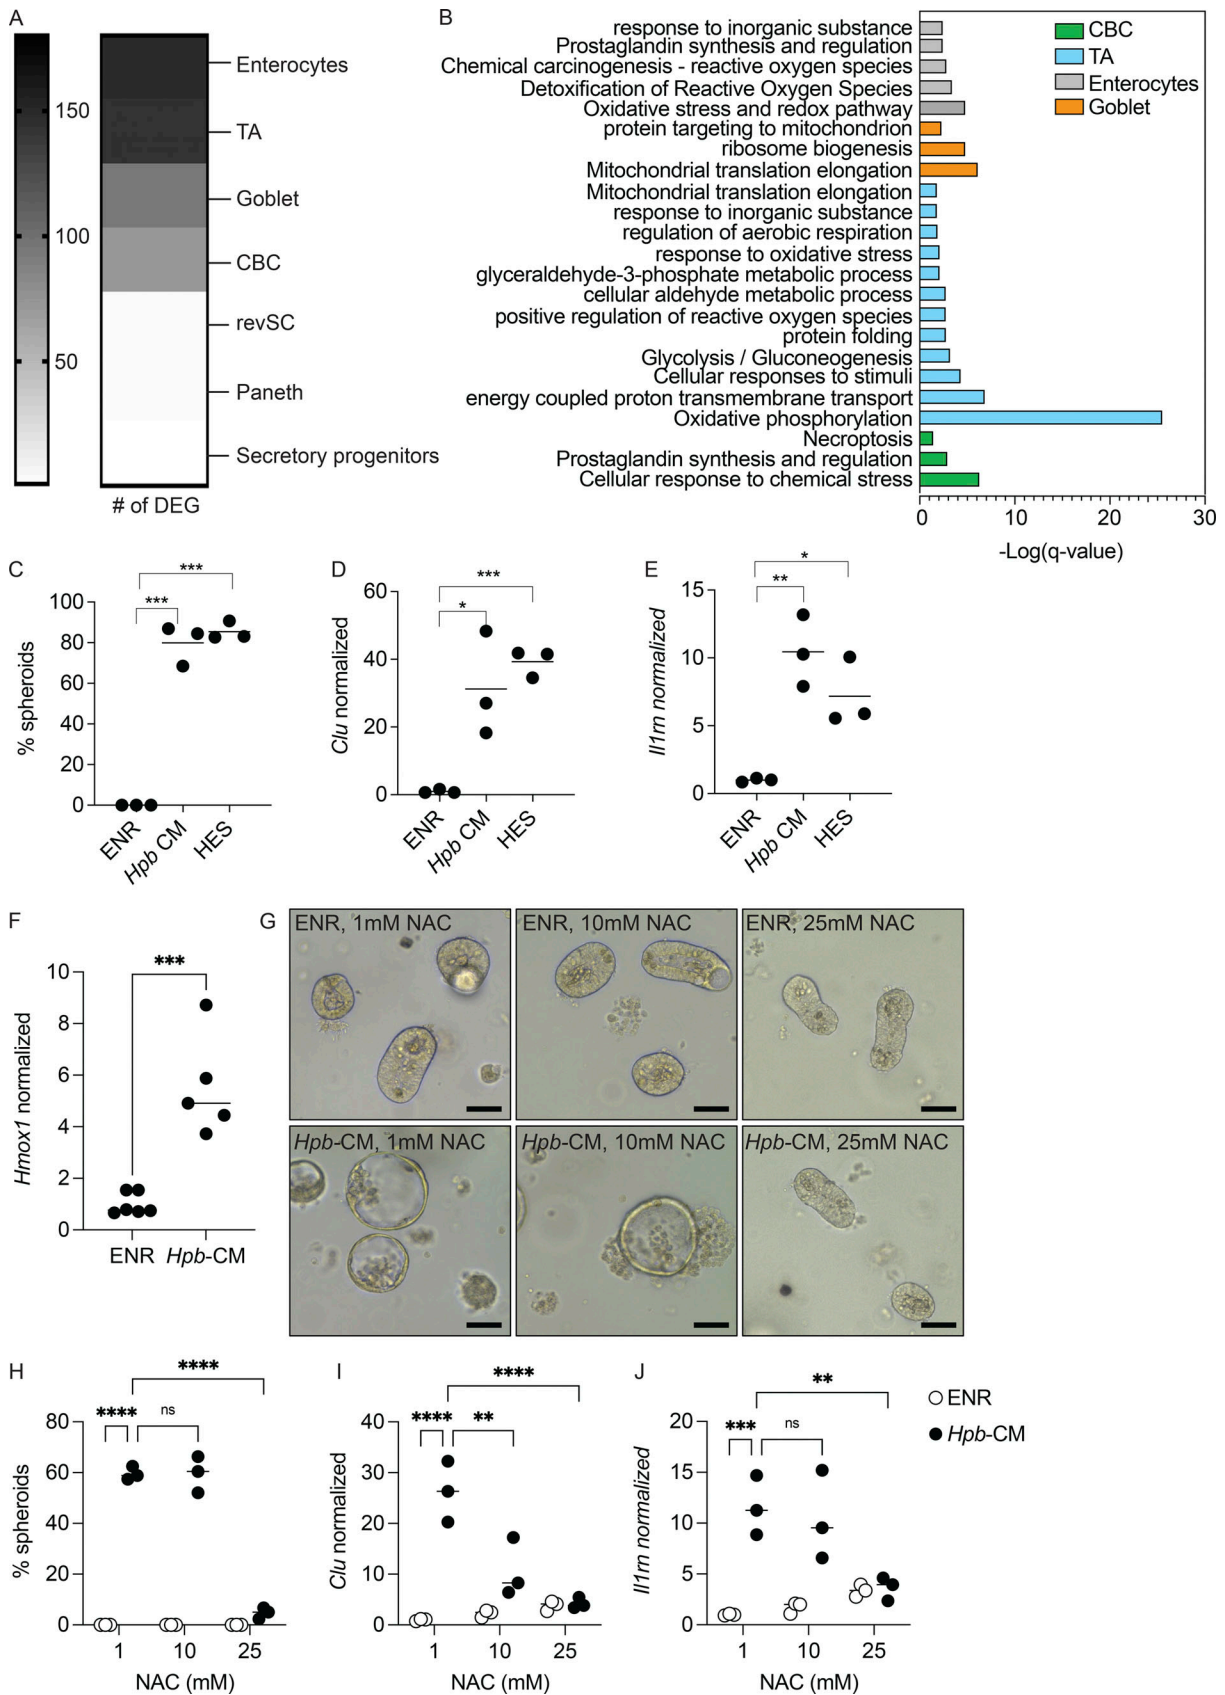 A
150
100
50
Enterocytes
TA
Goblet
CBC
revSC
Paneth
Secretory progenitors
# of DEG
B
response to inorganic substance
Prostaglandin synthesis and regulation
Chemical carcinogenesis - reactive oxygen species
Detoxification of Reactive Oxygen Species
Oxidative stress and redox pathway
protein targeting to mitochondrion
ribosome biogenesis
Mitochondrial translation elongation
Mitochondrial translation elongation
response to inorganic substance
regulation of aerobic respiration
response to oxidative stress
glyceraldehyde-3-phosphate metabolic process
cellular aldehyde metabolic process
positive regulation of reactive oxygen species
protein folding
Glycolysis / Gluconeogenesis
Cellular responses to stimuli
energy coupled proton transmembrane transport
Oxidative phosphorylation
Necroptosis
Prostaglandin synthesis and regulation
Cellular response to chemical stress
CBC
TA
Enterocytes
Goblet
0 10 20 30
-Log(q-value)
C
***
***
100
80
60
40
20
0
% spheroids
ENR
Hpb CM
HES
D
***
*
60
40
20
0
Clu normalized
ENR
Hpb CM
HES
E
*
**
15
10
5
0
Il1rn normalized
ENR
Hpb CM
HES
F
***
10
8
6
4
2
0
Hmox1 normalized
ENR Hpb-CM
G
ENR, 1mM NAC
ENR, 10mM NAC
ENR, 25mM NAC
Hpb-CM, 1mM NAC
Hpb-CM, 10mM NAC
Hpb-CM, 25mM NAC
H
****
**** ns
80
60
40
20
0
% spheroids
1 10 25
NAC (mM)
I
****
**** **
40
30
20
10
0
Clu normalized
1 10 25
NAC (mM)
J
**
*** ns
20
15
10
5
0
Il1rn normalized
1 10 25
NAC (mM)
ENR
Hpb-CM